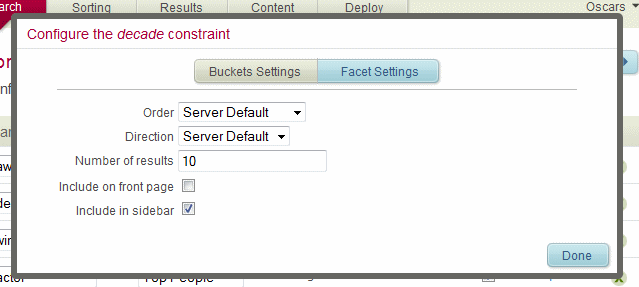 arch Sorting Results Content Deploy Oscars
Configure the decade constraint
Buckets Settings Facet Settings
Order Server Default
Direction Server Default
Number of results 10
Include on front page
Include in sidebar
Done